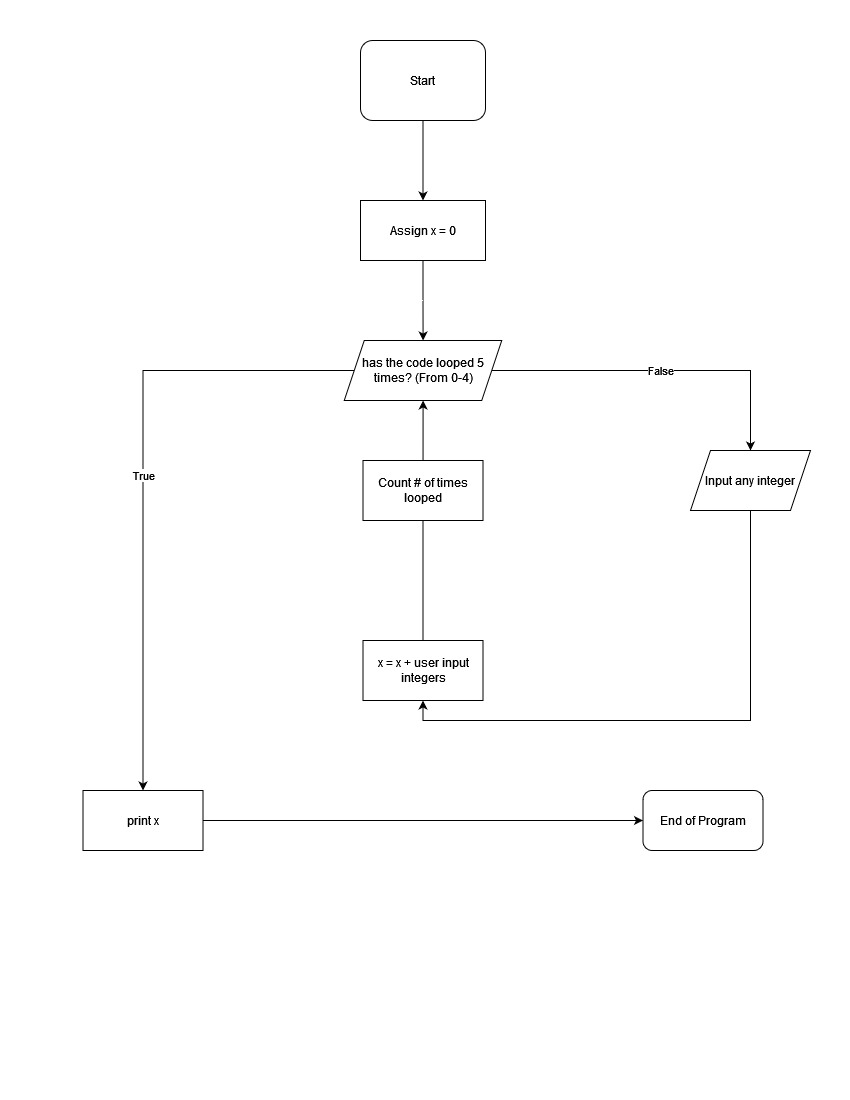 Start
Assign x = 0
has the code looped 5
times? (From 0-4)
False
True
Input any integer
Count # of times
looped
x = x + user input
integers
print x
End of Program